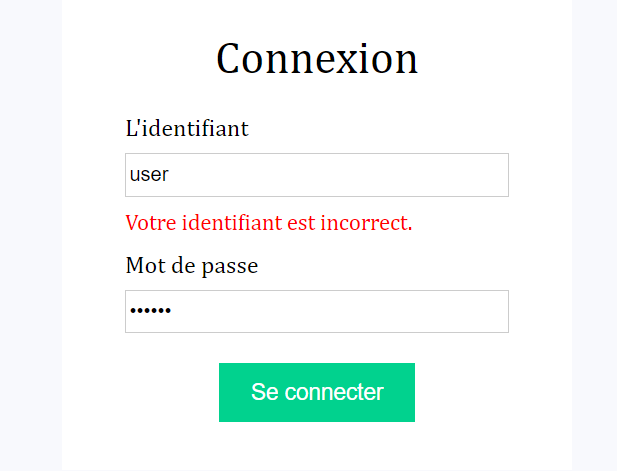 Connexion
L'identifiant
user
Votre identifiant est incorrect.
Mot de passe
••••••
Se connecter